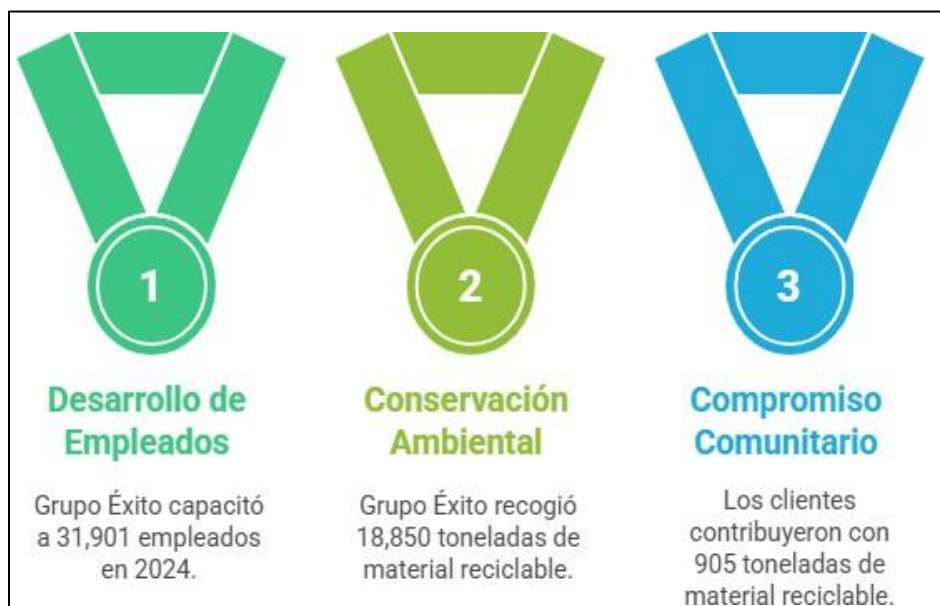 1
Desarrollo de
Empleados
Grupo Éxito capacitó
a 31,901 empleados
en 2024.
2
Conservación
Ambiental
Grupo Éxito recogió
18,850 toneladas de
material reciclable.
3
Compromiso
Comunitario
Los clientes
contribuyeron con
905 toneladas de
material reciclable.